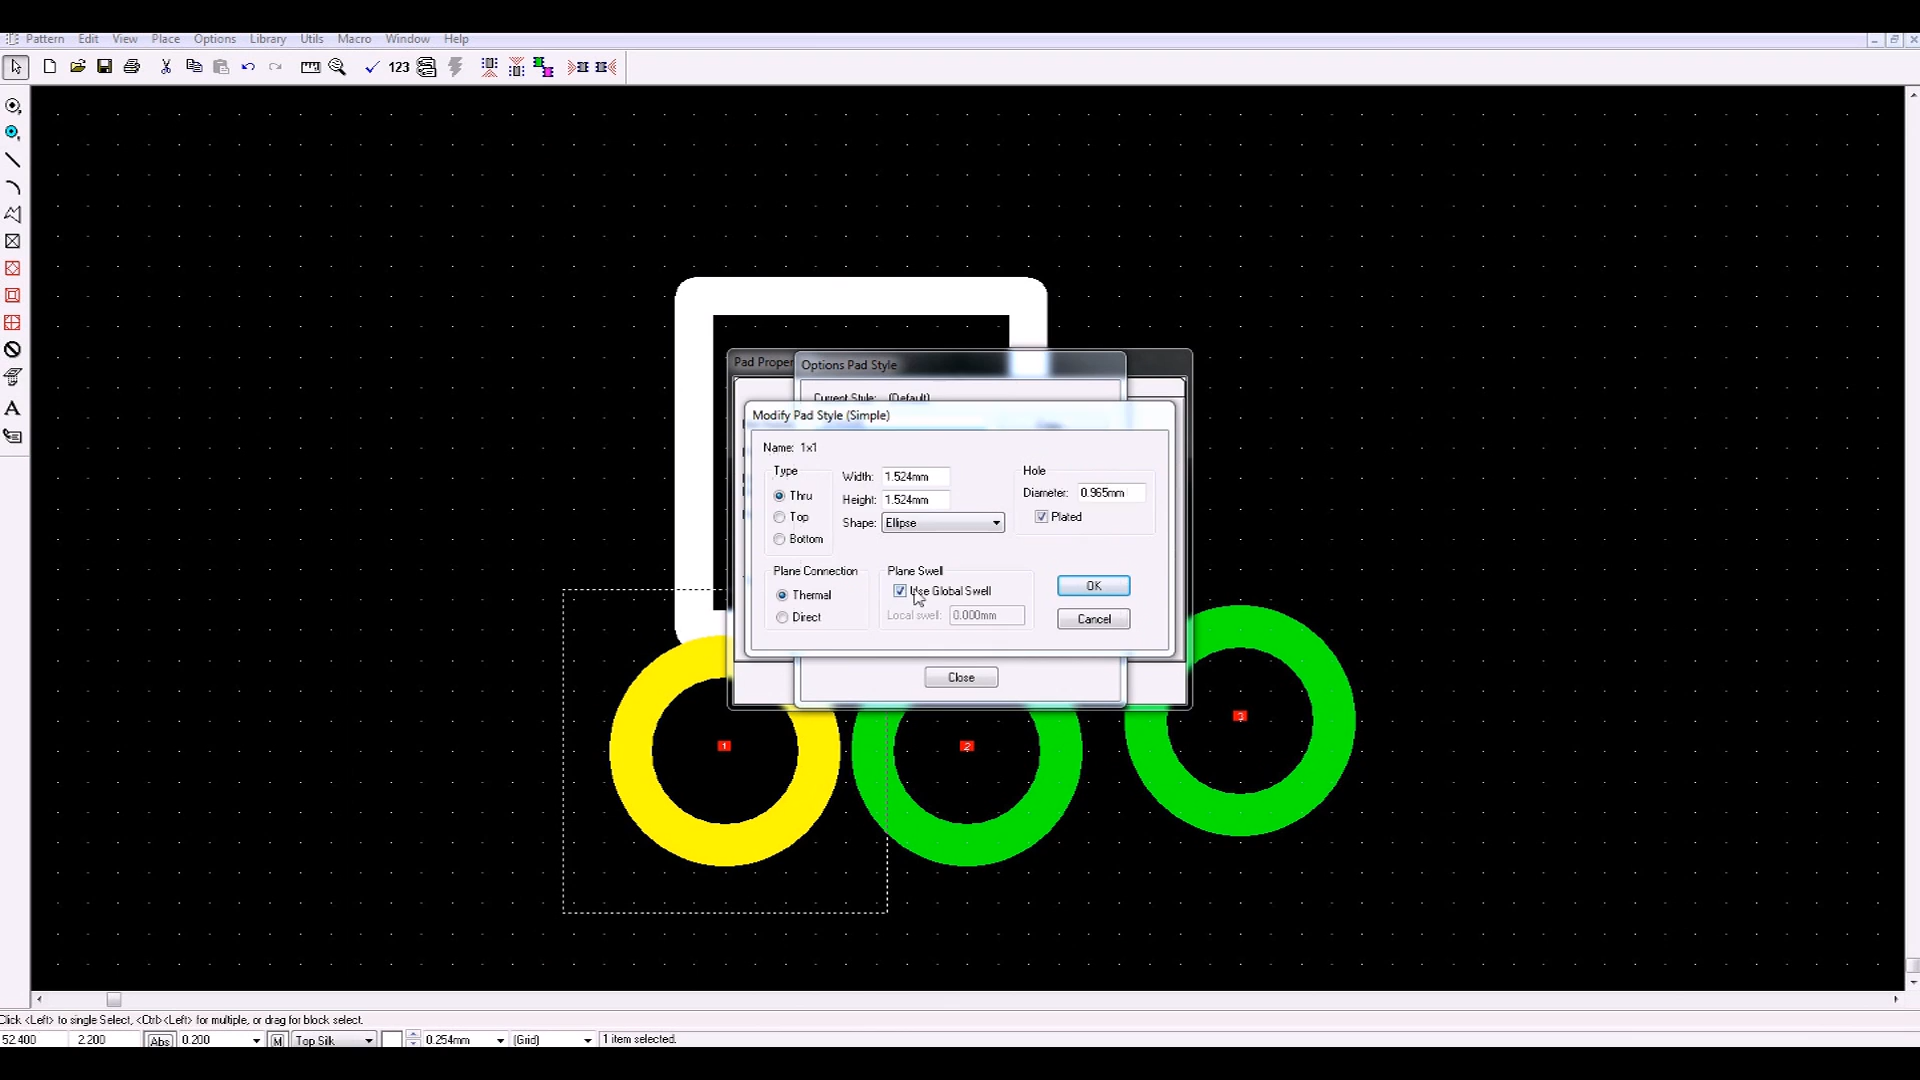 Pattern Edit View Place Options Library Utils Macro Window Help
123
A
Pad Proper
Options Pad Style
Current Style: (Default)
Modify Pad Style (Simple)
Name: 1x1
Type
Thru
Top
Bottom
Width: 1.524mm
Height: 1.524mm
Shape: Ellipse
Hole
Diameter: 0.965mm
Plated
Plane Connection
Thermal
Direct
Plane Swell
Use Global Swell
Local swell: 0.000mm
OK
Cancel
Close
1
2
3
Click <Left> to single Select, <Ctrl><Left> for multiple, or drag for block select.
52.400 2.200 Abs 0.200 M Top Silk 0.254mm (Grid) 1 item selected.